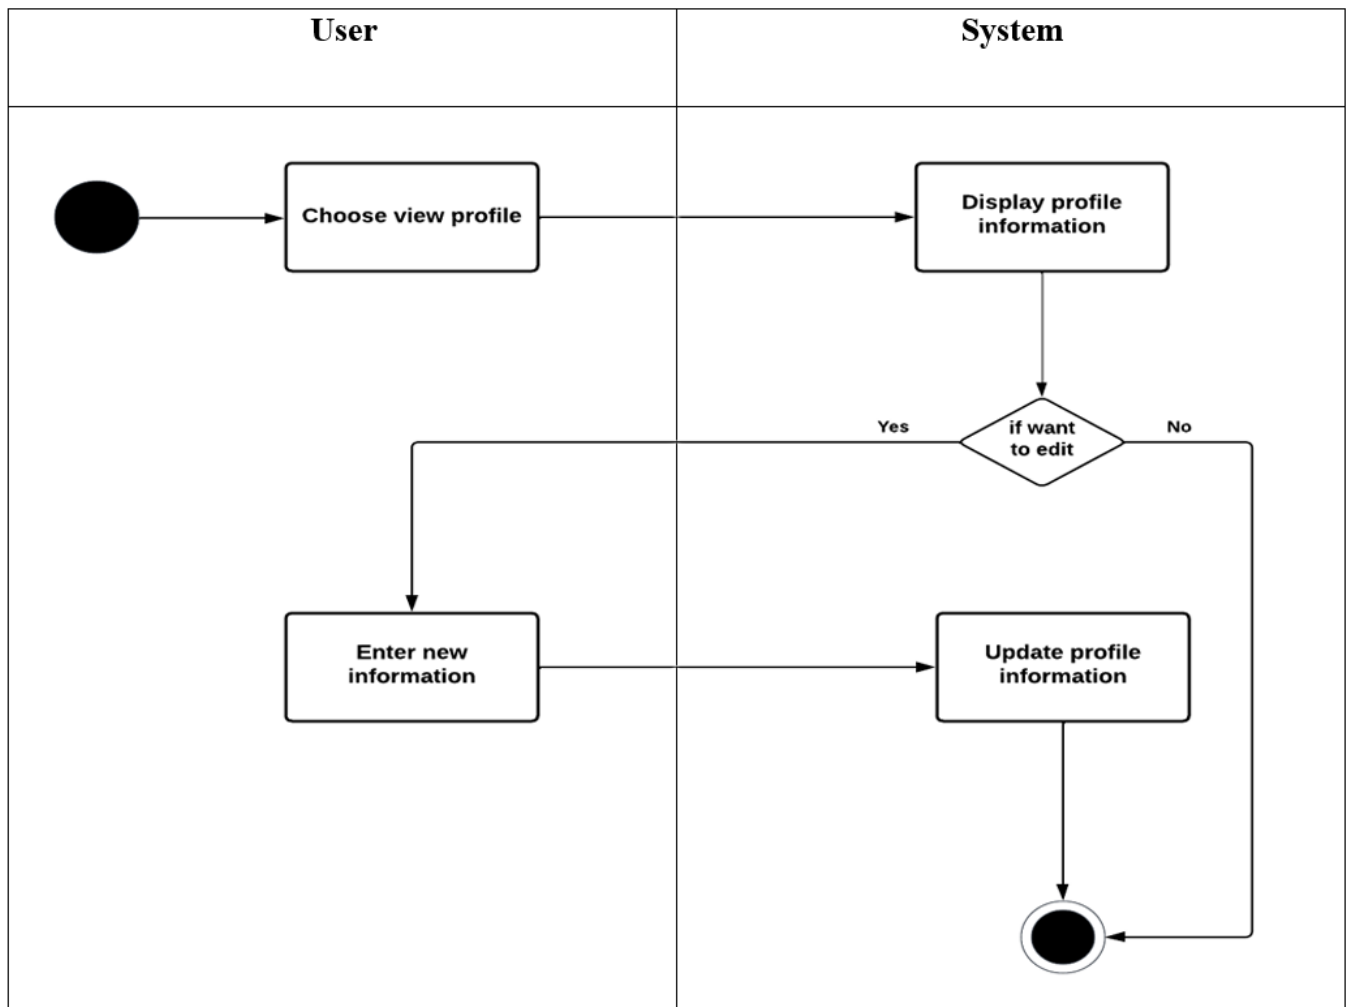 User
System
Choose view profile
Display profile
information
Yes
if want
to edit
No
Enter new
information
Update profile
information